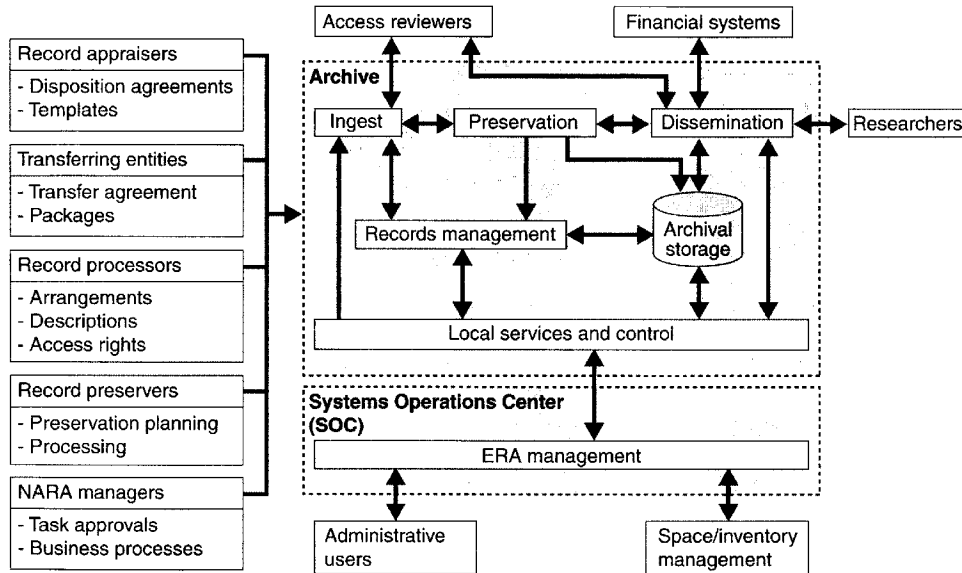 Access reviewers
Financial systems
Record appraisers
- Disposition agreements
- Templates
Transferring entities
- Transfer agreement
- Packages
Record processors
- Arrangements
- Descriptions
- Access rights
Record preservers
- Preservation planning
- Processing
NARA managers
- Task approvals
- Business processes
Archive
Ingest
Preservation
Dissemination
Researchers
Records management
Archival
storage
Local services and control
Systems Operations Center
(SOC)
ERA management
Administrative
users
Space/inventory
management